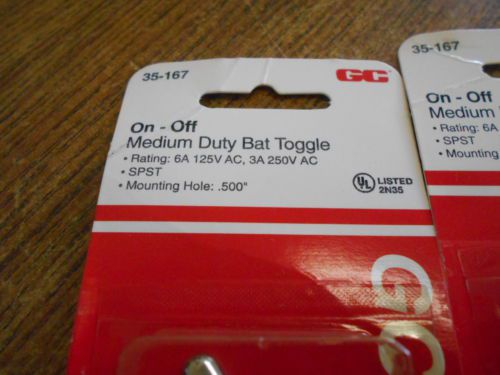 35-167
GC
On - Off
Medium Duty Bat Toggle
• Rating: 6A 125V AC, 3A 250V AC
• SPST
• Mounting Hole: .500"
UL LISTED
2N35
GC
35-167
On - Off
Medium
• Rating: 6A
• SPST
• Mounting